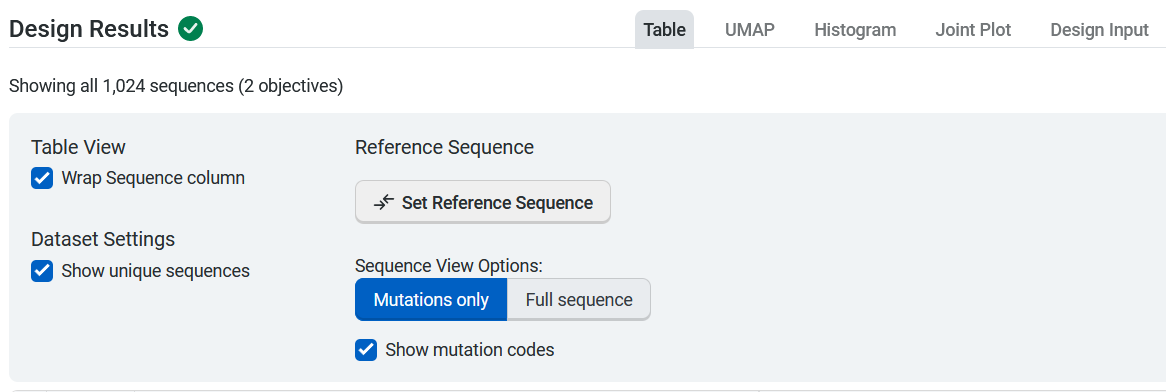 Design Results
Table UMAP Histogram Joint Plot Design Input
Showing all 1,024 sequences (2 objectives)
Table View
Wrap Sequence column
Dataset Settings
Show unique sequences
Reference Sequence
Set Reference Sequence
Sequence View Options:
Mutations only Full sequence
Show mutation codes